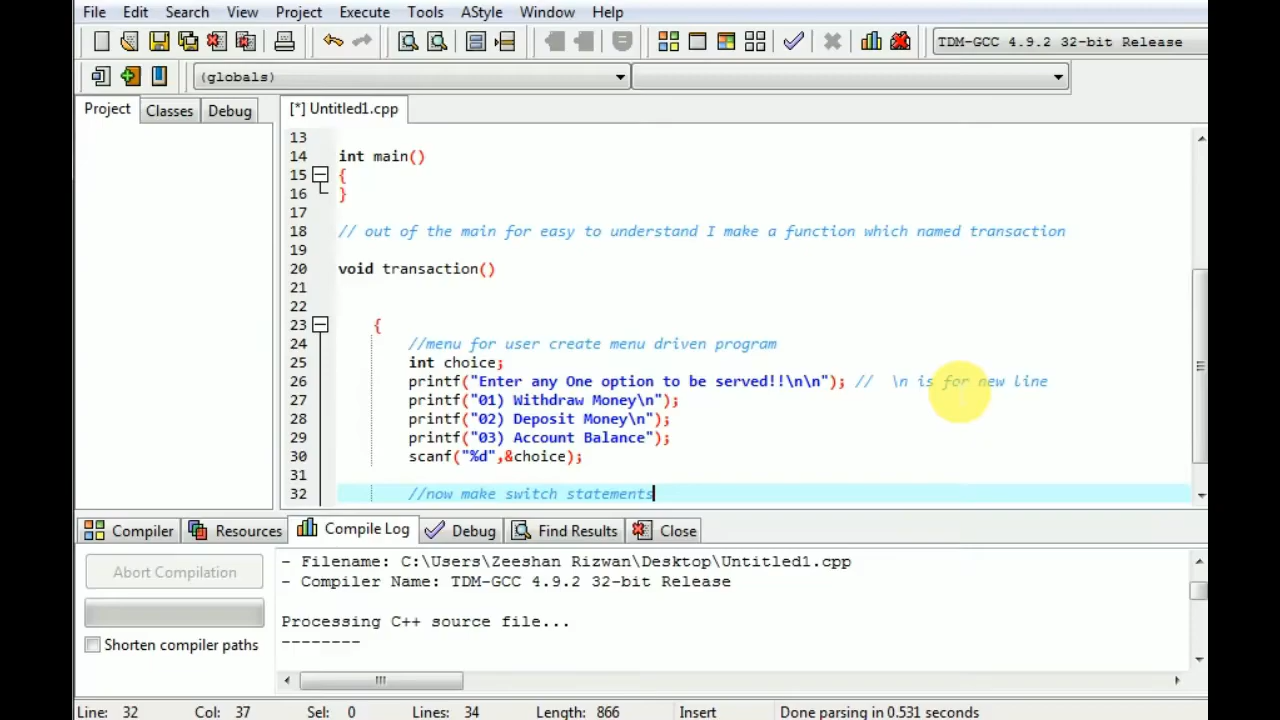 File Edit Search View Project Execute Tools AStyle Window Help
TDM-GCC 4.9.2 32-bit Release
(globals)
Project Classes Debug
[*] Untitled1.cpp
13
14 int main()
15 {
16 }
17
18 // out of the main for easy to understand I make a function which named transaction
19
20 void transaction()
21
22
23 {
24 //menu for user create menu driven program
25 int choice;
26 printf("Enter any One option to be served!!\n\n"); // \n is for new line
27 printf("01) Withdraw Money\n");
28 printf("02) Deposit Money\n");
29 printf("03) Account Balance");
30 scanf("%d",&choice);
31
32 //now make switch statements
Compiler Resources Compile Log Debug Find Results Close
Abort Compilation
Shorten compiler paths
- Filename: C:\Users\Zeeshan Rizwan\Desktop\Untitled1.cpp
- Compiler Name: TDM-GCC 4.9.2 32-bit Release
Processing C++ source file...
--------
Line: 32 Col: 37 Sel: 0 Lines: 34 Length: 866 Insert Done parsing in 0.531 seconds